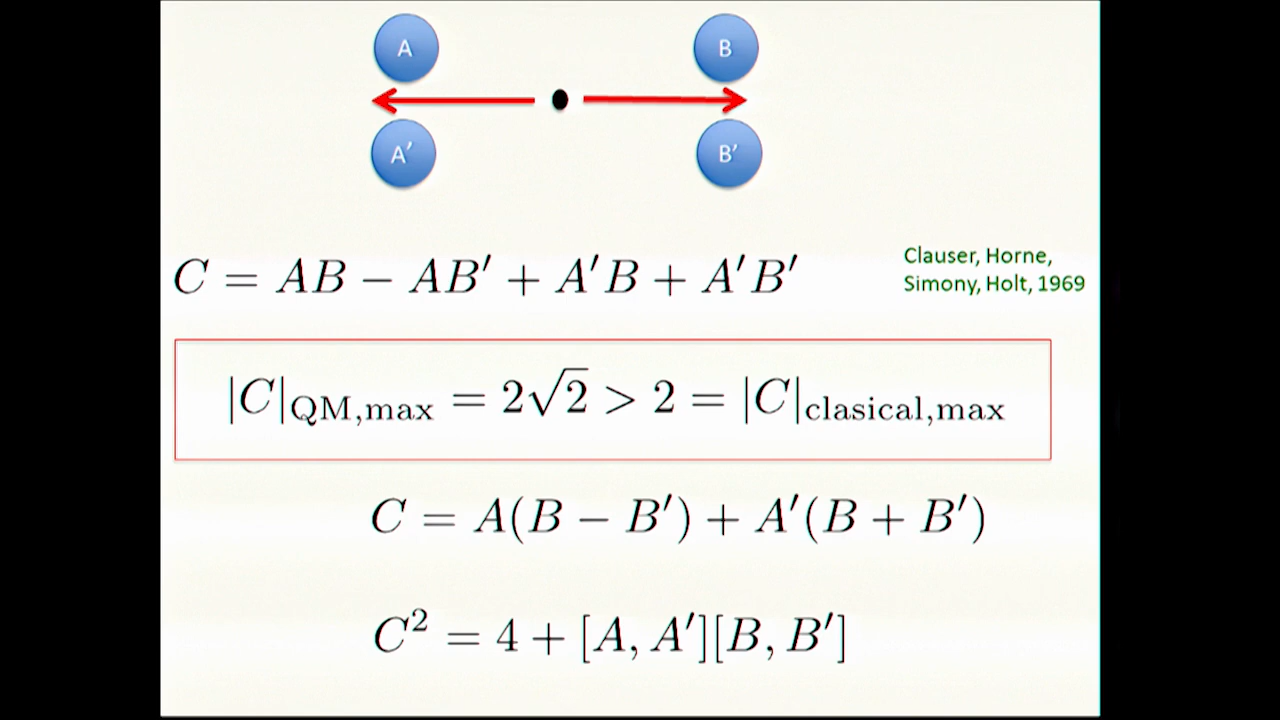 A B
A′ B′
C = AB − AB′ + A′B + A′B′
Clauser, Horne,
Simony, Holt, 1969
|C|QM,max = 2√2 > 2 = |C|clasical,max
C = A(B − B′) + A′(B + B′)
C² = 4 + [A, A′][B, B′]